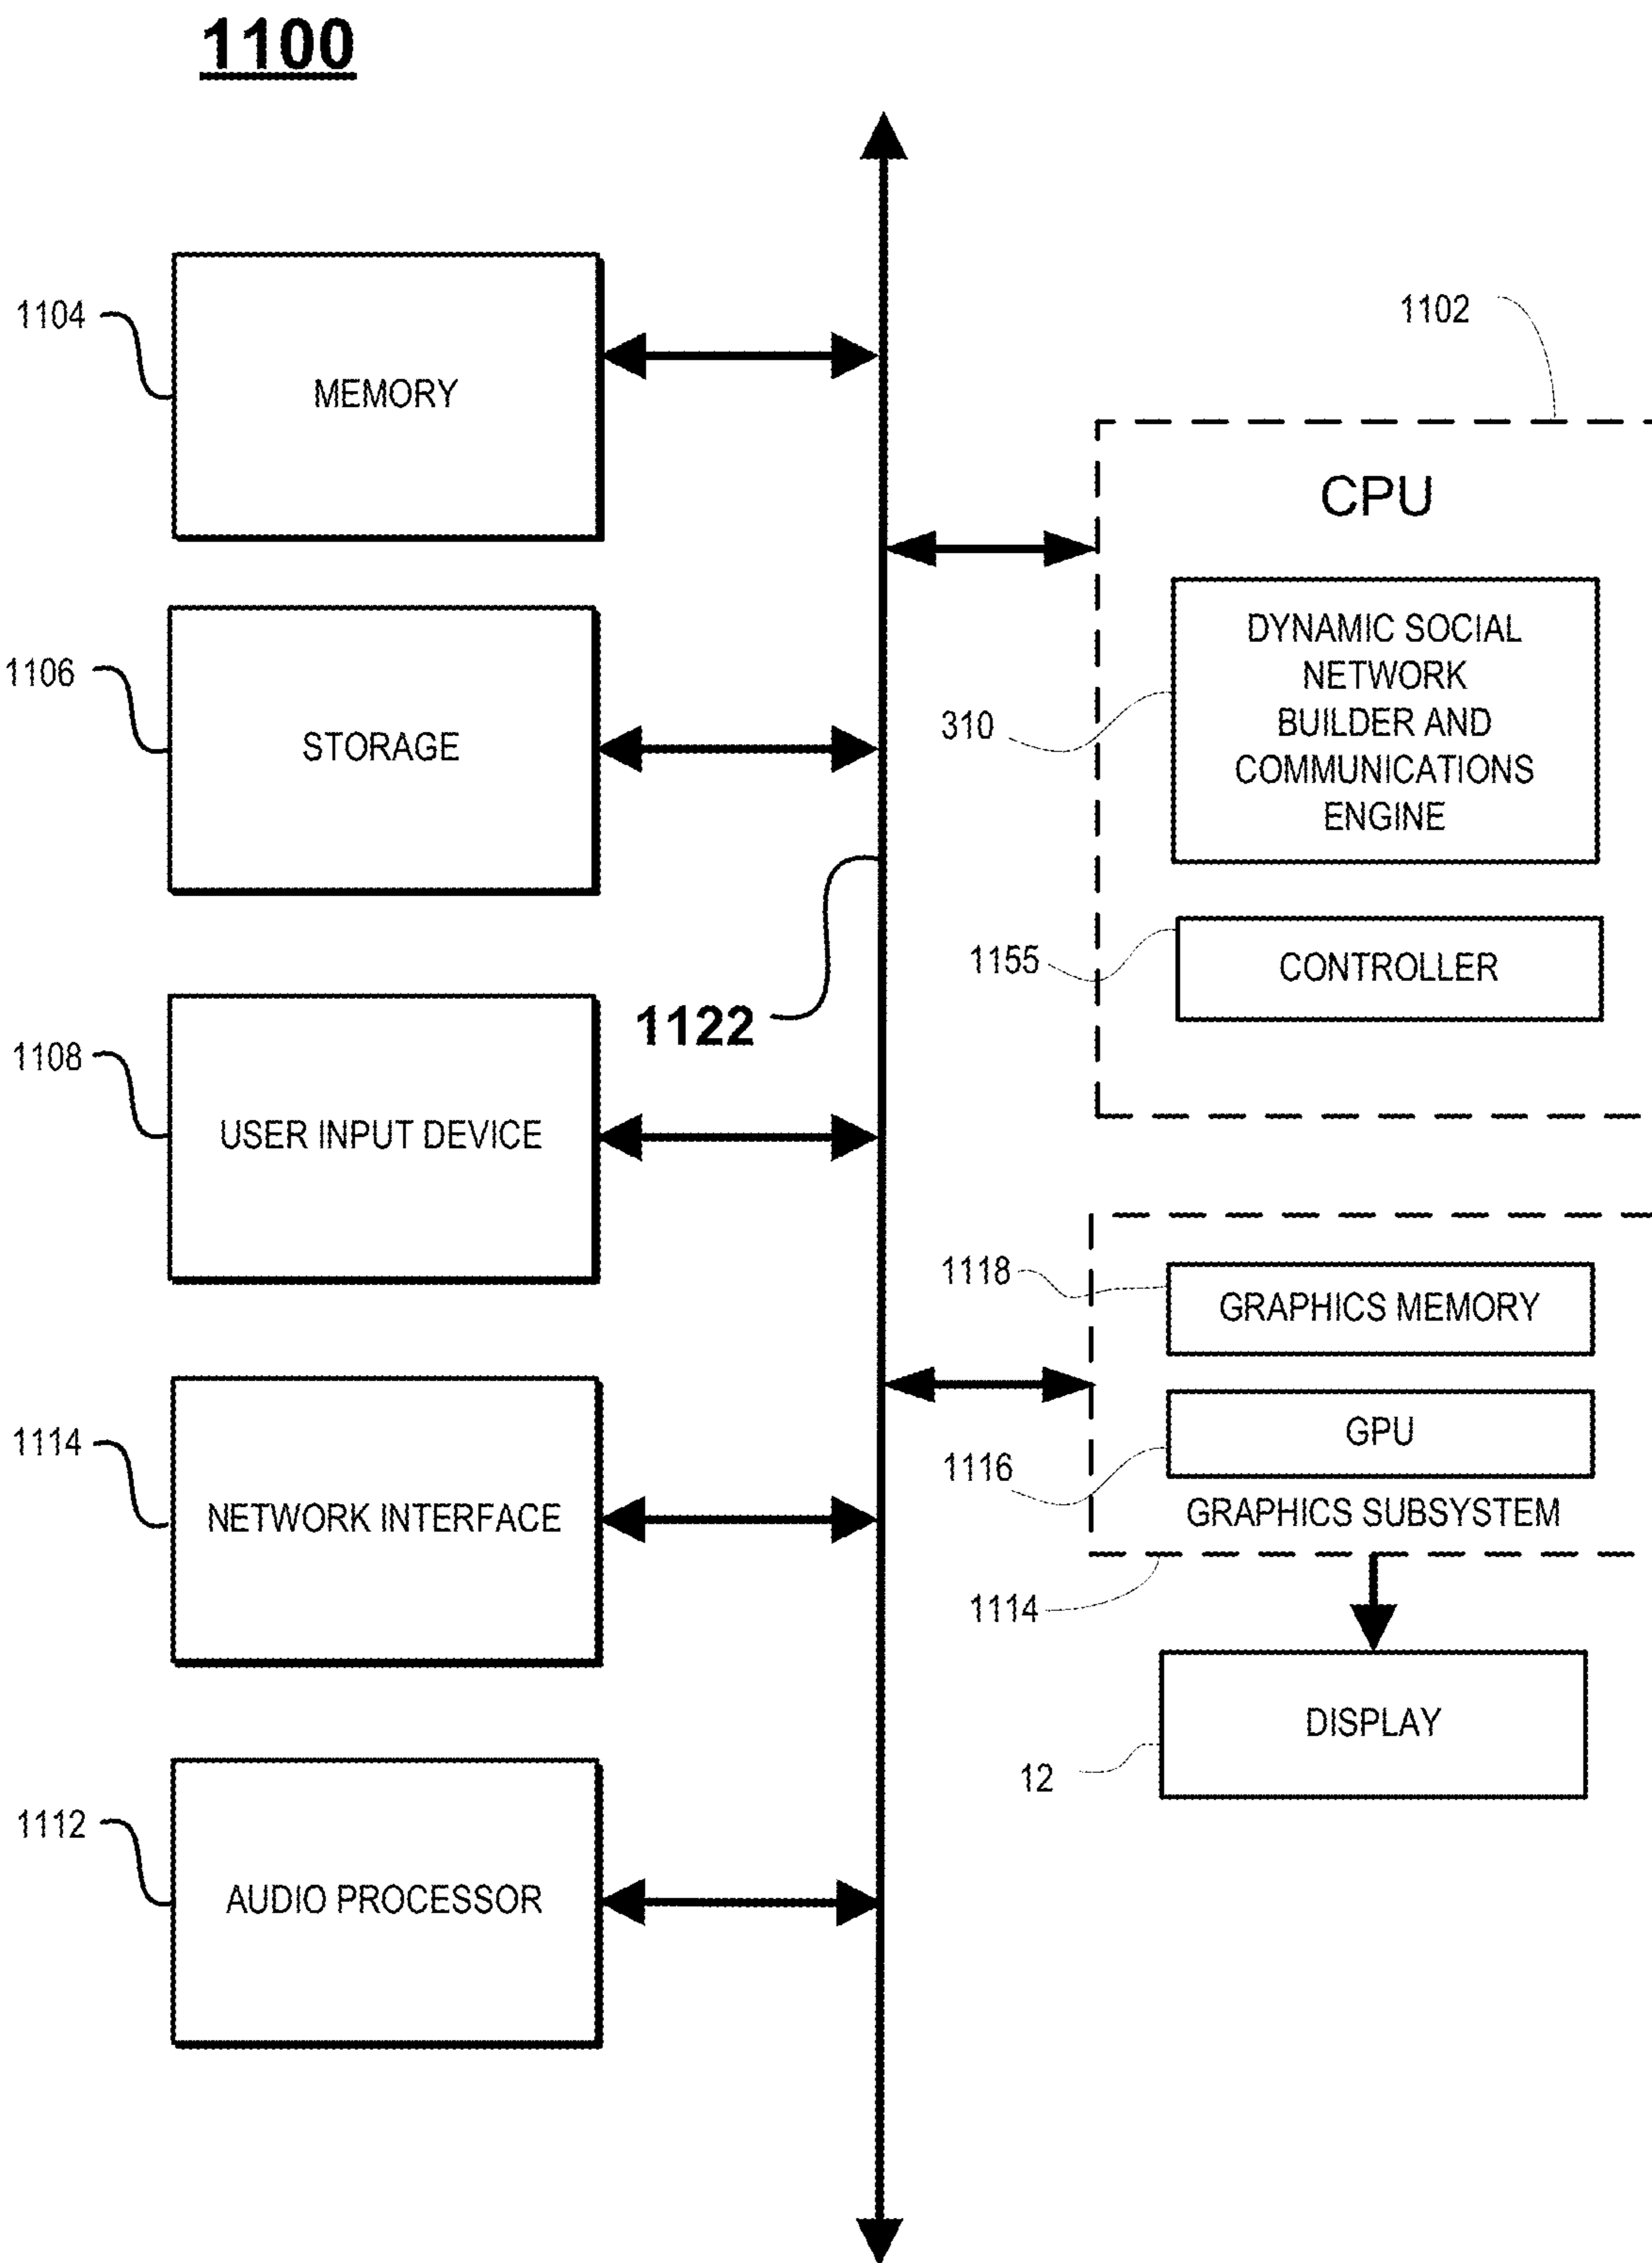 1100
1104
MEMORY
1106
STORAGE
1122
1108
USER INPUT DEVICE
1114
NETWORK INTERFACE
1112
AUDIO PROCESSOR
1102
CPU
310
DYNAMIC SOCIAL
NETWORK
BUILDER AND
COMMUNICATIONS
ENGINE
1155
CONTROLLER
1118
GRAPHICS MEMORY
1116
GPU
GRAPHICS SUBSYSTEM
1114
DISPLAY
12